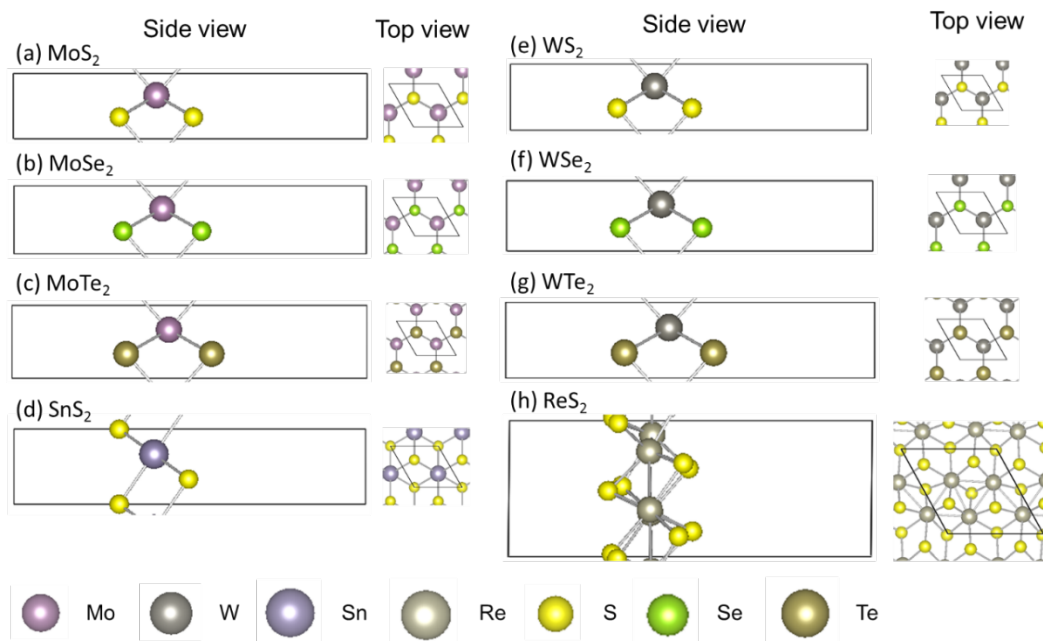 Side view
Top view
Side view
Top view
(a) MoS₂
(e) WS₂
(b) MoSe₂
(f) WSe₂
(c) MoTe₂
(g) WTe₂
(d) SnS₂
(h) ReS₂
Mo
W
Sn
Re
S
Se
Te